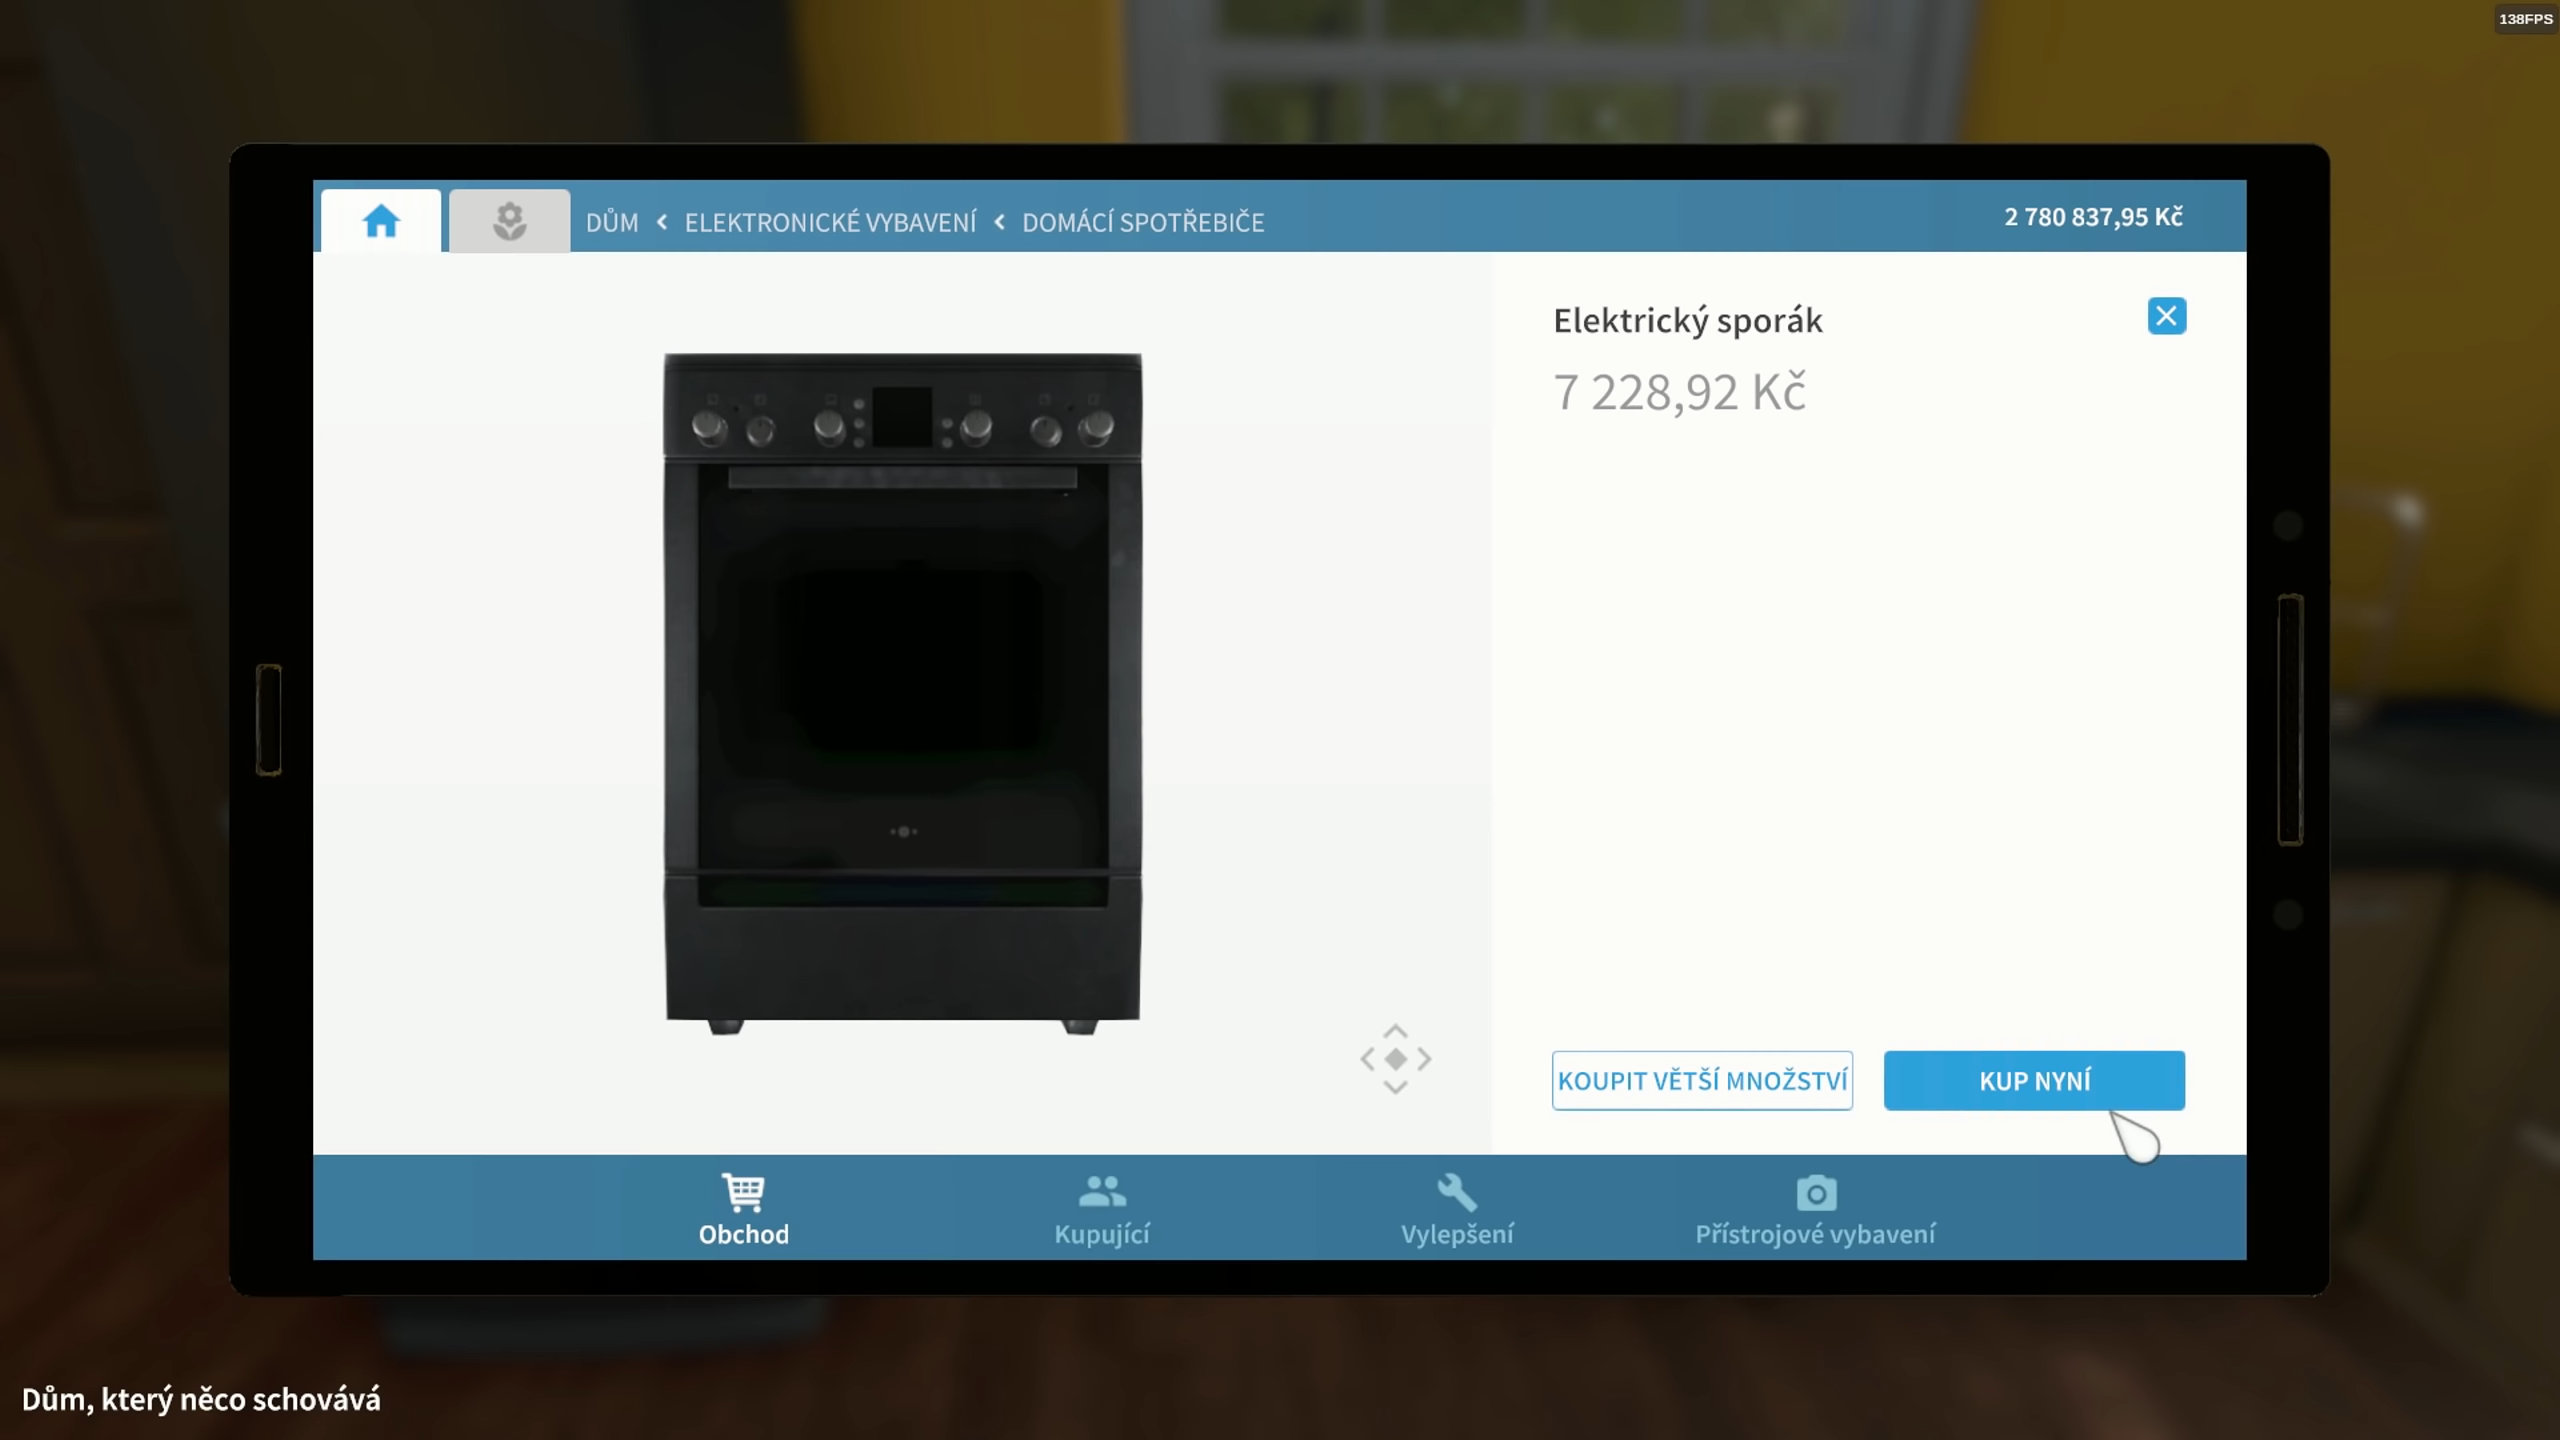 138FPS
DŮM < ELEKTRONICKÉ VYBAVENÍ < DOMÁCÍ SPOTŘEBIČE
2 780 837,95 Kč
Elektrický sporák
7 228,92 Kč
KOUPIT VĚTŠÍ MNOŽSTVÍ
KUP NYNÍ
Obchod
Kupující
Vylepšení
Přístrojové vybavení
Dům, který něco schovává